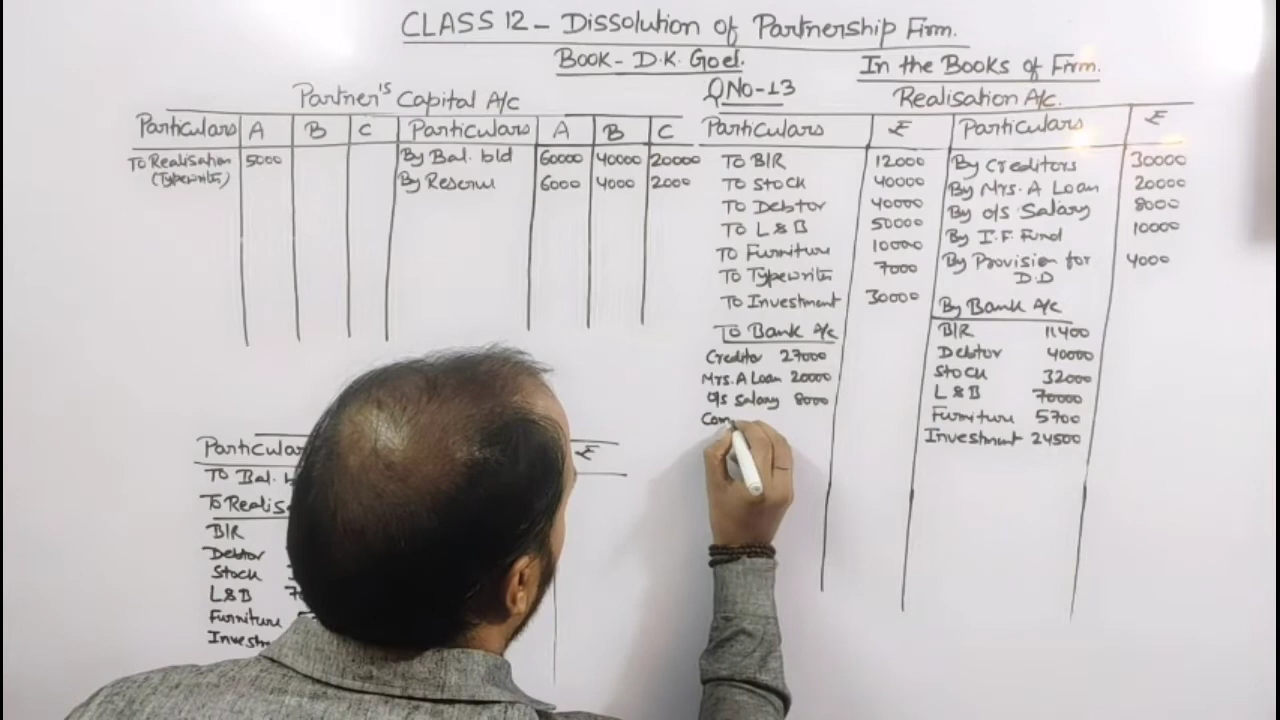 CLASS 12 - Dissolution of Partnership Firm.
Book - D.K. Goel.
In the Books of Firm.
Partner's Capital A/c
QNo-13
Realisation A/c.
Particulars A B C Particulars A B C
To Realisation 5000 By Bal. b/d 60000 40000 20000
(Typewriter)
By Reserve 6000 4000 2000
Particulars ₹ Particulars ₹
To B/R 12000 By Creditors 30000
To Stock 40000 By Mrs. A Loan 20000
To Debtor 40000 By o/s Salary 8000
To L&B 50000 By I.F. Fund 10000
To Furniture 10000 By Provision for 4000
D.D
To Typewriter 7000
To Investment 30000 By Bank A/c
To Bank A/c B/R 11400
Creditor 27000 Debtor 40000
Mrs. A Loan 20000 Stock 32000
o/s Salary 8000 L&B 70000
Com Furniture 5700
Investment 24500
Particular ₹
To Bal.
To Realis
B/R
Debtor
Stock
L&B
Furniture
Invest